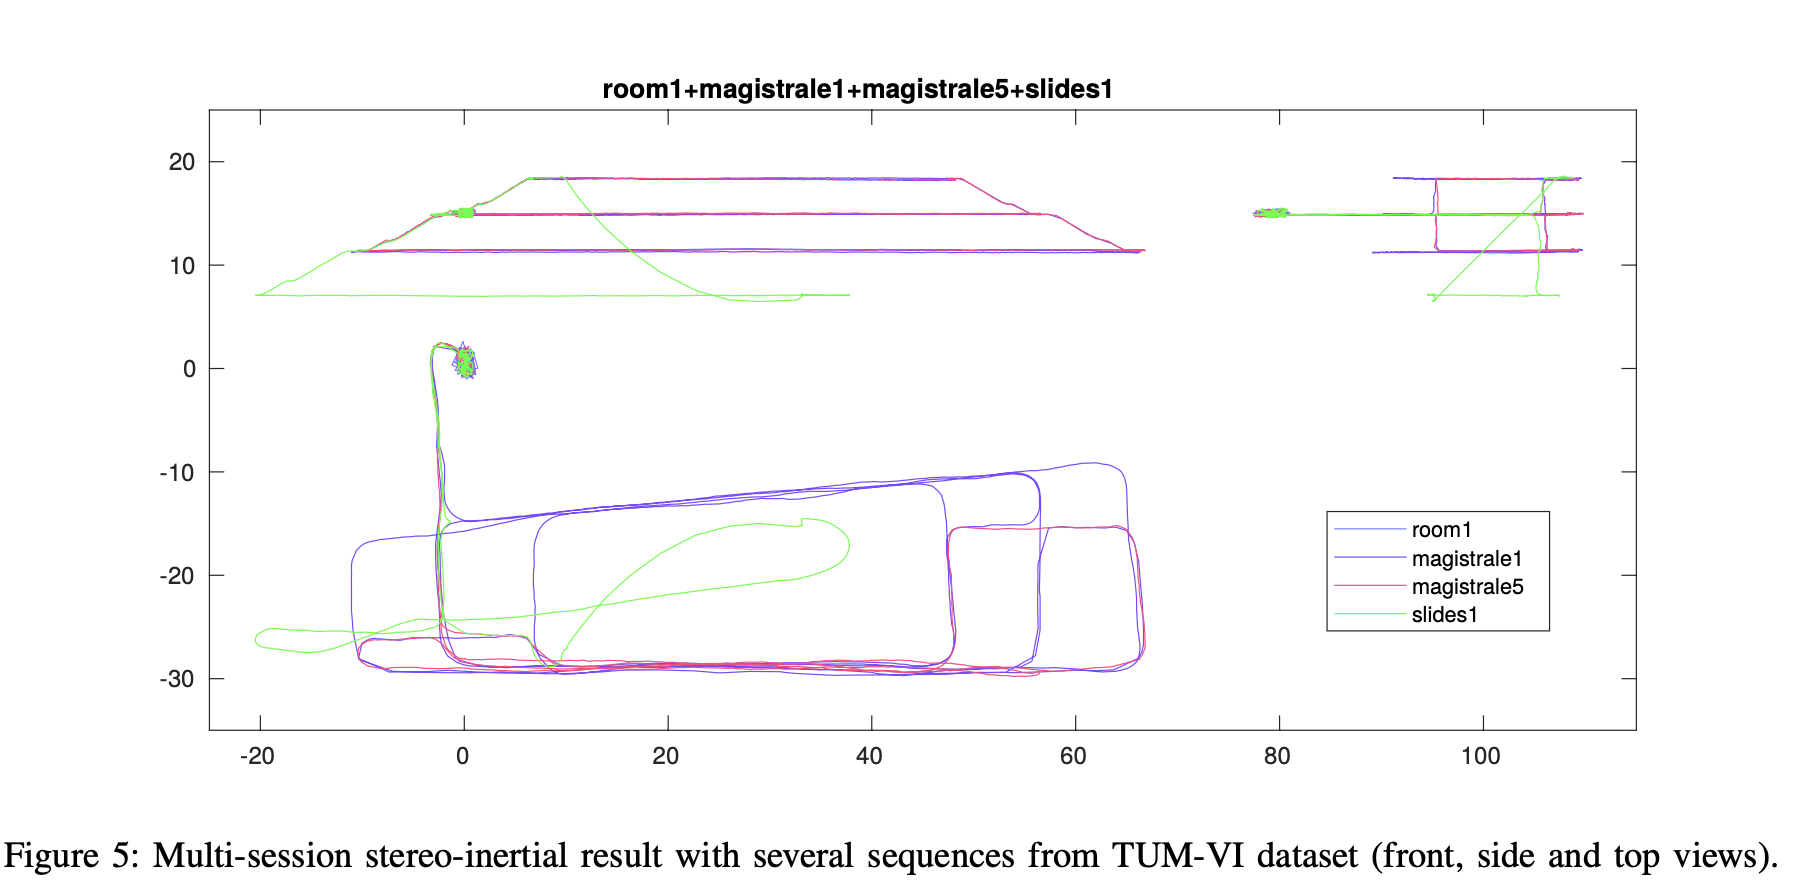 room1+magistrale1+magistrale5+slides1
20
10
0
-10
-20
-30
-20
0
20
40
60
80
100
room1
magistrale1
magistrale5
slides1
Figure 5: Multi-session stereo-inertial result with several sequences from TUM-VI dataset (front, side and top views).